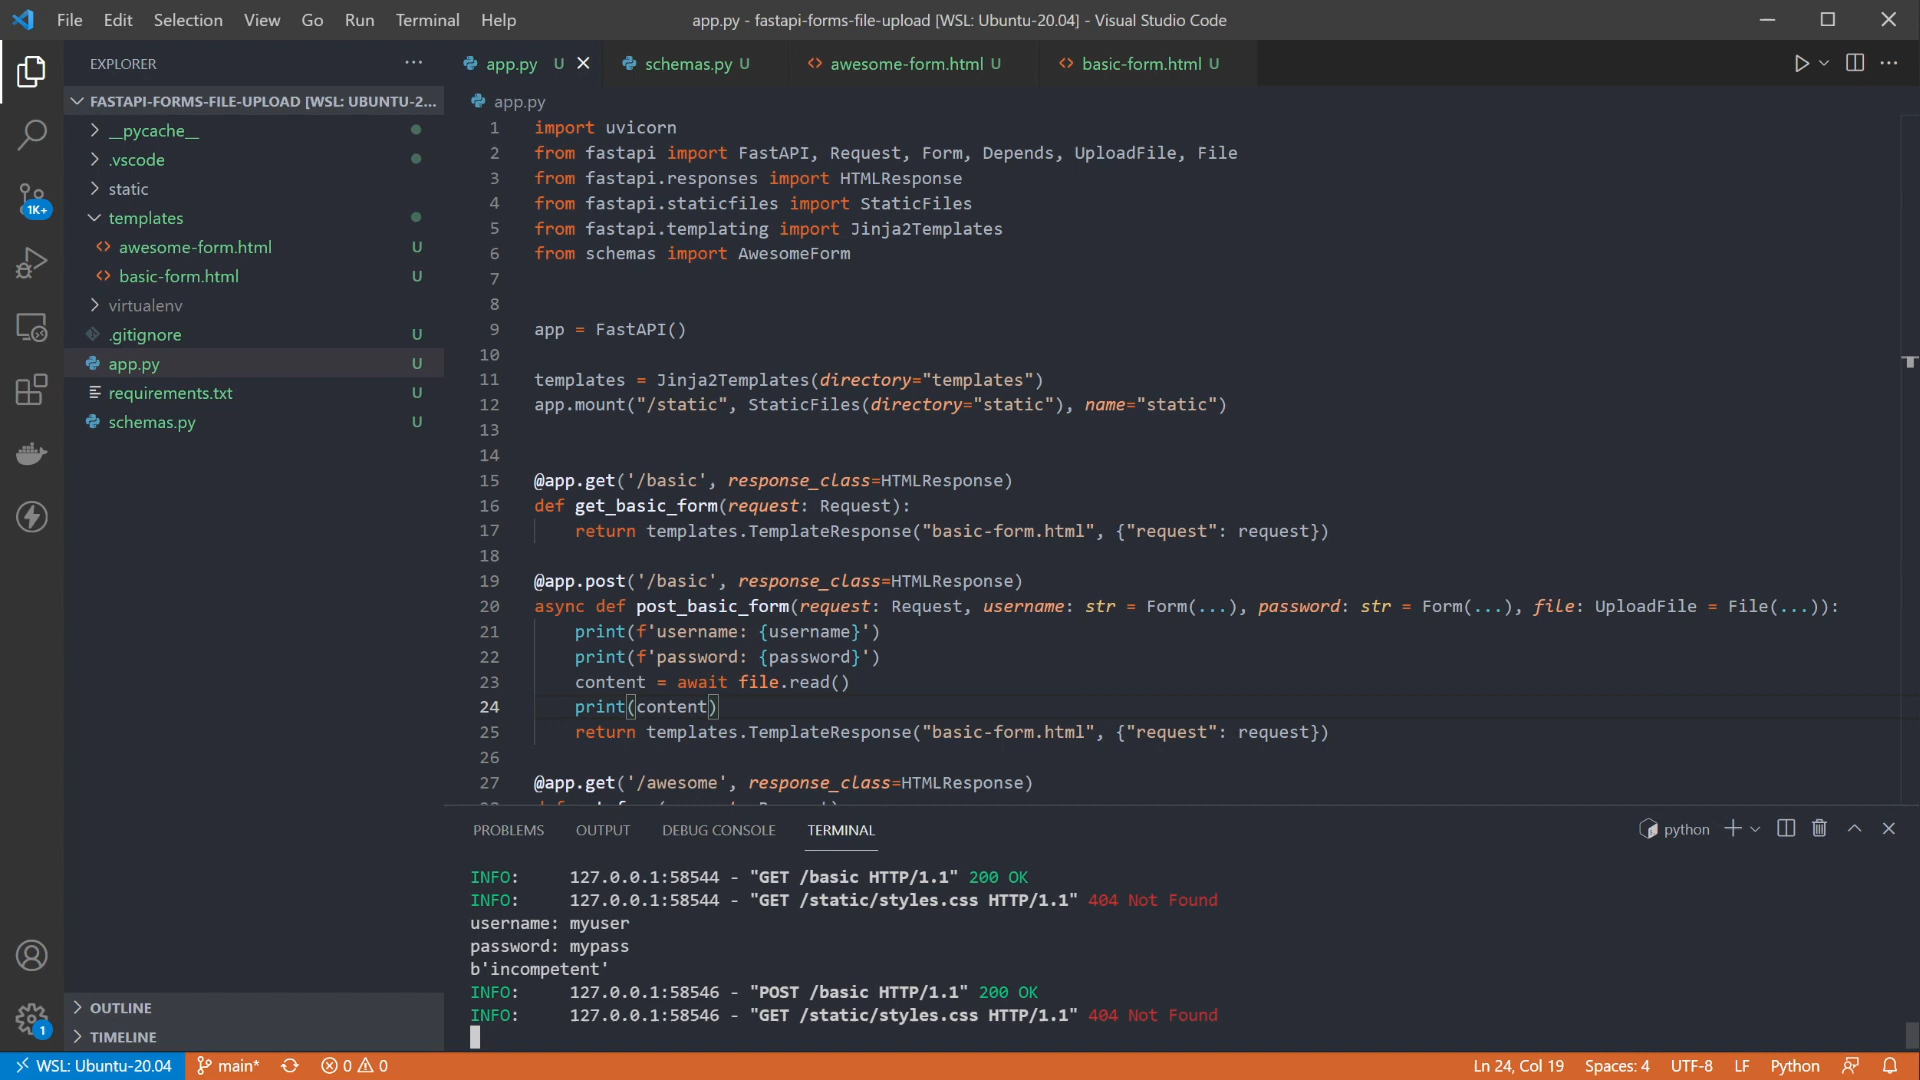 File Edit Selection View Go Run Terminal Help
app.py - fastapi-forms-file-upload [WSL: Ubuntu-20.04] - Visual Studio Code
EXPLORER
app.py U
schemas.py U
awesome-form.html U
basic-form.html U
FASTAPI-FORMS-FILE-UPLOAD [WSL: UBUNTU-2...
__pycache__
.vscode
static
templates
awesome-form.html U
basic-form.html U
virtualenv
.gitignore U
app.py U
requirements.txt U
schemas.py U
1K+
app.py
1 import uvicorn
2 from fastapi import FastAPI, Request, Form, Depends, UploadFile, File
3 from fastapi.responses import HTMLResponse
4 from fastapi.staticfiles import StaticFiles
5 from fastapi.templating import Jinja2Templates
6 from schemas import AwesomeForm
7
8
9 app = FastAPI()
10
11 templates = Jinja2Templates(directory="templates")
12 app.mount("/static", StaticFiles(directory="static"), name="static")
13
14
15 @app.get('/basic', response_class=HTMLResponse)
16 def get_basic_form(request: Request):
17 return templates.TemplateResponse("basic-form.html", {"request": request})
18
19 @app.post('/basic', response_class=HTMLResponse)
20 async def post_basic_form(request: Request, username: str = Form(...), password: str = Form(...), file: UploadFile = File(...)):
21 print(f'username: {username}')
22 print(f'password: {password}')
23 content = await file.read()
24 print(content)
25 return templates.TemplateResponse("basic-form.html", {"request": request})
26
27 @app.get('/awesome', response_class=HTMLResponse)
PROBLEMS OUTPUT DEBUG CONSOLE TERMINAL
python
INFO: 127.0.0.1:58544 - "GET /basic HTTP/1.1" 200 OK
INFO: 127.0.0.1:58544 - "GET /static/styles.css HTTP/1.1" 404 Not Found
username: myuser
password: mypass
b'incompetent'
INFO: 127.0.0.1:58546 - "POST /basic HTTP/1.1" 200 OK
INFO: 127.0.0.1:58546 - "GET /static/styles.css HTTP/1.1" 404 Not Found
OUTLINE
TIMELINE
1
WSL: Ubuntu-20.04 main* 0 0
Ln 24, Col 19 Spaces: 4 UTF-8 LF Python